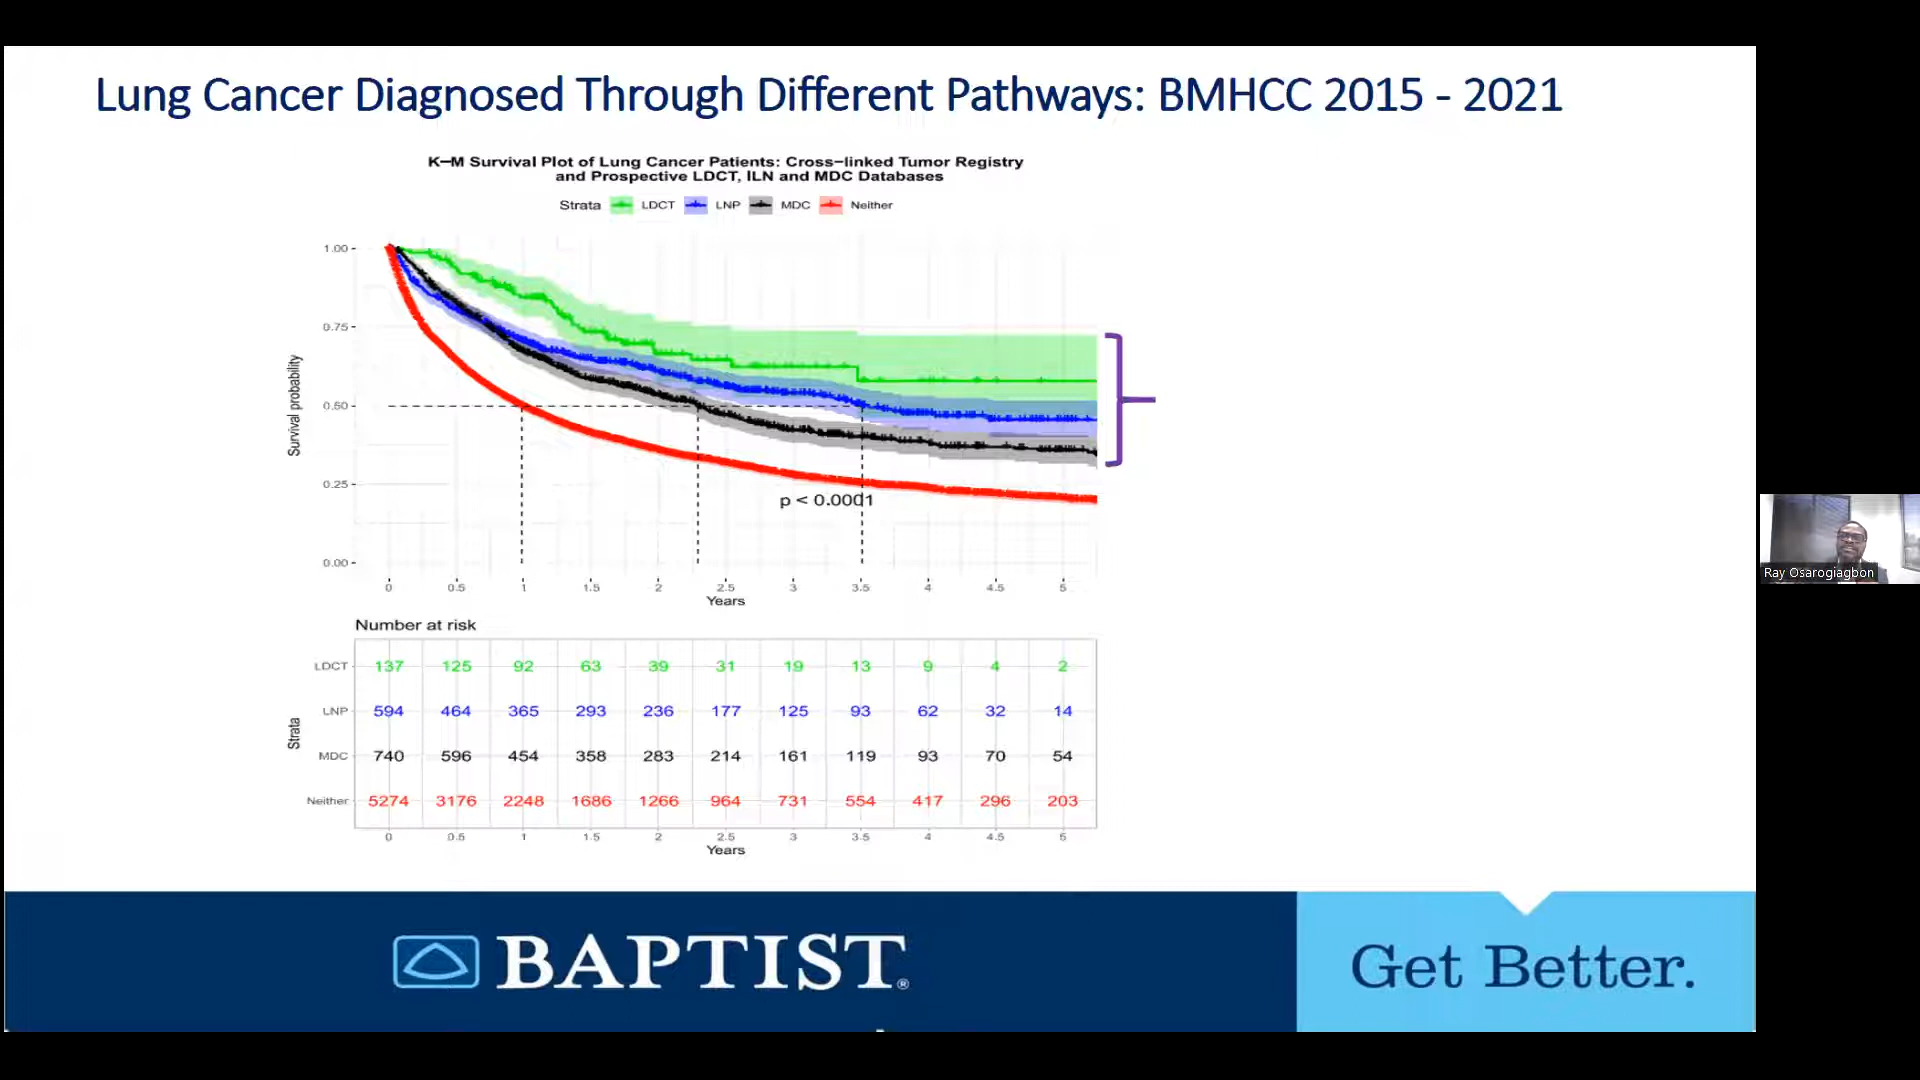 Lung Cancer Diagnosed Through Different Pathways: BMHCC 2015 - 2021
K-M Survival Plot of Lung Cancer Patients: Cross-linked Tumor Registry
and Prospective LDCT, ILN and MDC Databases
Strata LDCT LNP MDC Neither
Survival probability
1.00
0.75
0.50
0.25
0.00
p < 0.0001
0 0.5 1 1.5 2 2.5 3 3.5 4 4.5 5
Years
Number at risk
Strata
LDCT 137 125 92 63 39 31 19 13 9 4 2
LNP 594 464 365 293 236 177 125 93 62 32 14
MDC 740 596 454 358 283 214 161 119 93 70 54
Neither 5274 3176 2248 1686 1266 964 731 554 417 296 203
0 0.5 1 1.5 2 2.5 3 3.5 4 4.5 5
Years
BAPTIST®
Get Better.
Ray Osarogiagbon